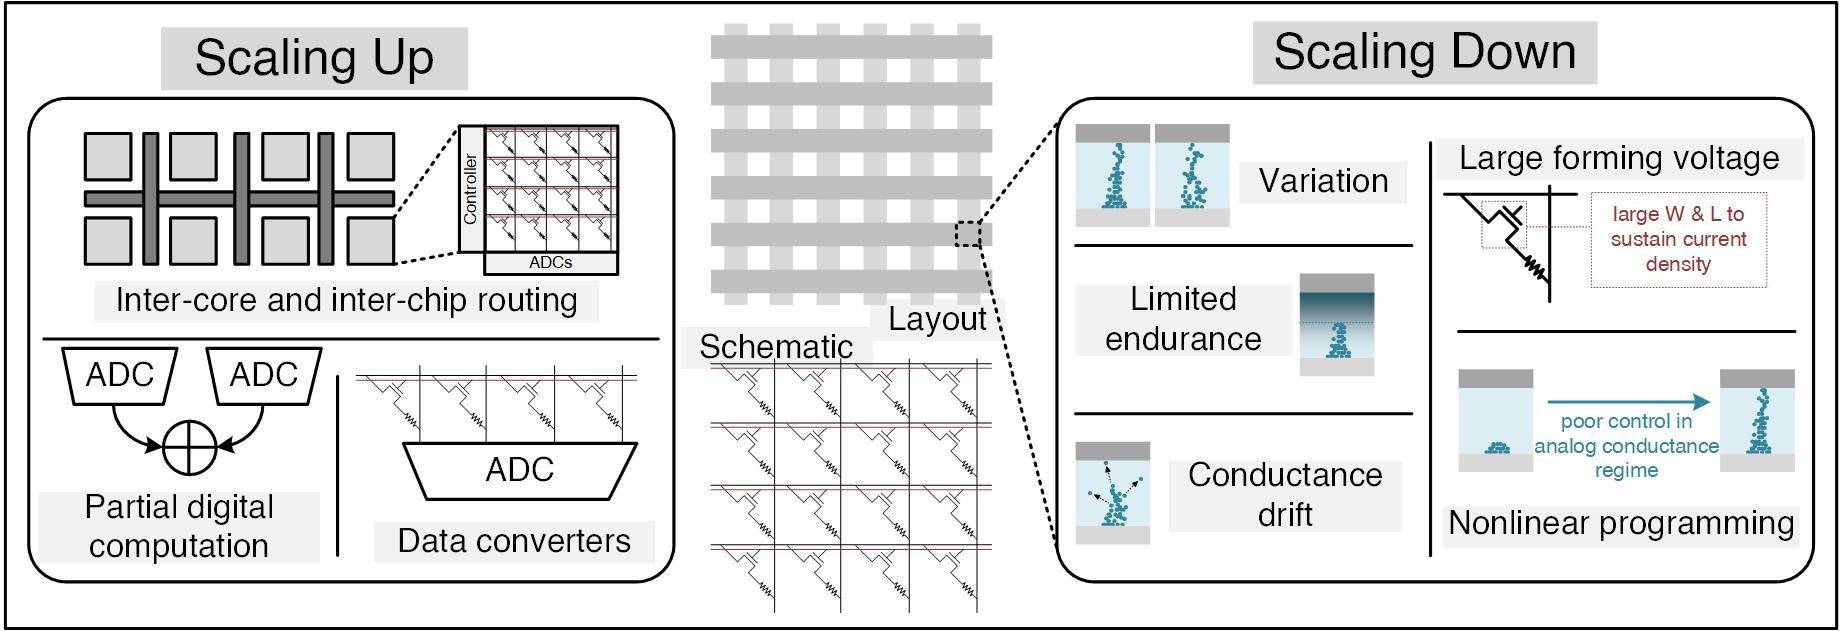 Scaling Up
Controller
ADCs
Inter-core and inter-chip routing
ADC
ADC
Partial digital
computation
ADC
Data converters
Layout
Schematic
Scaling Down
Variation
Limited
endurance
Conductance
drift
Large forming voltage
large W & L to
sustain current
density
poor control in
analog conductance
regime
Nonlinear programming